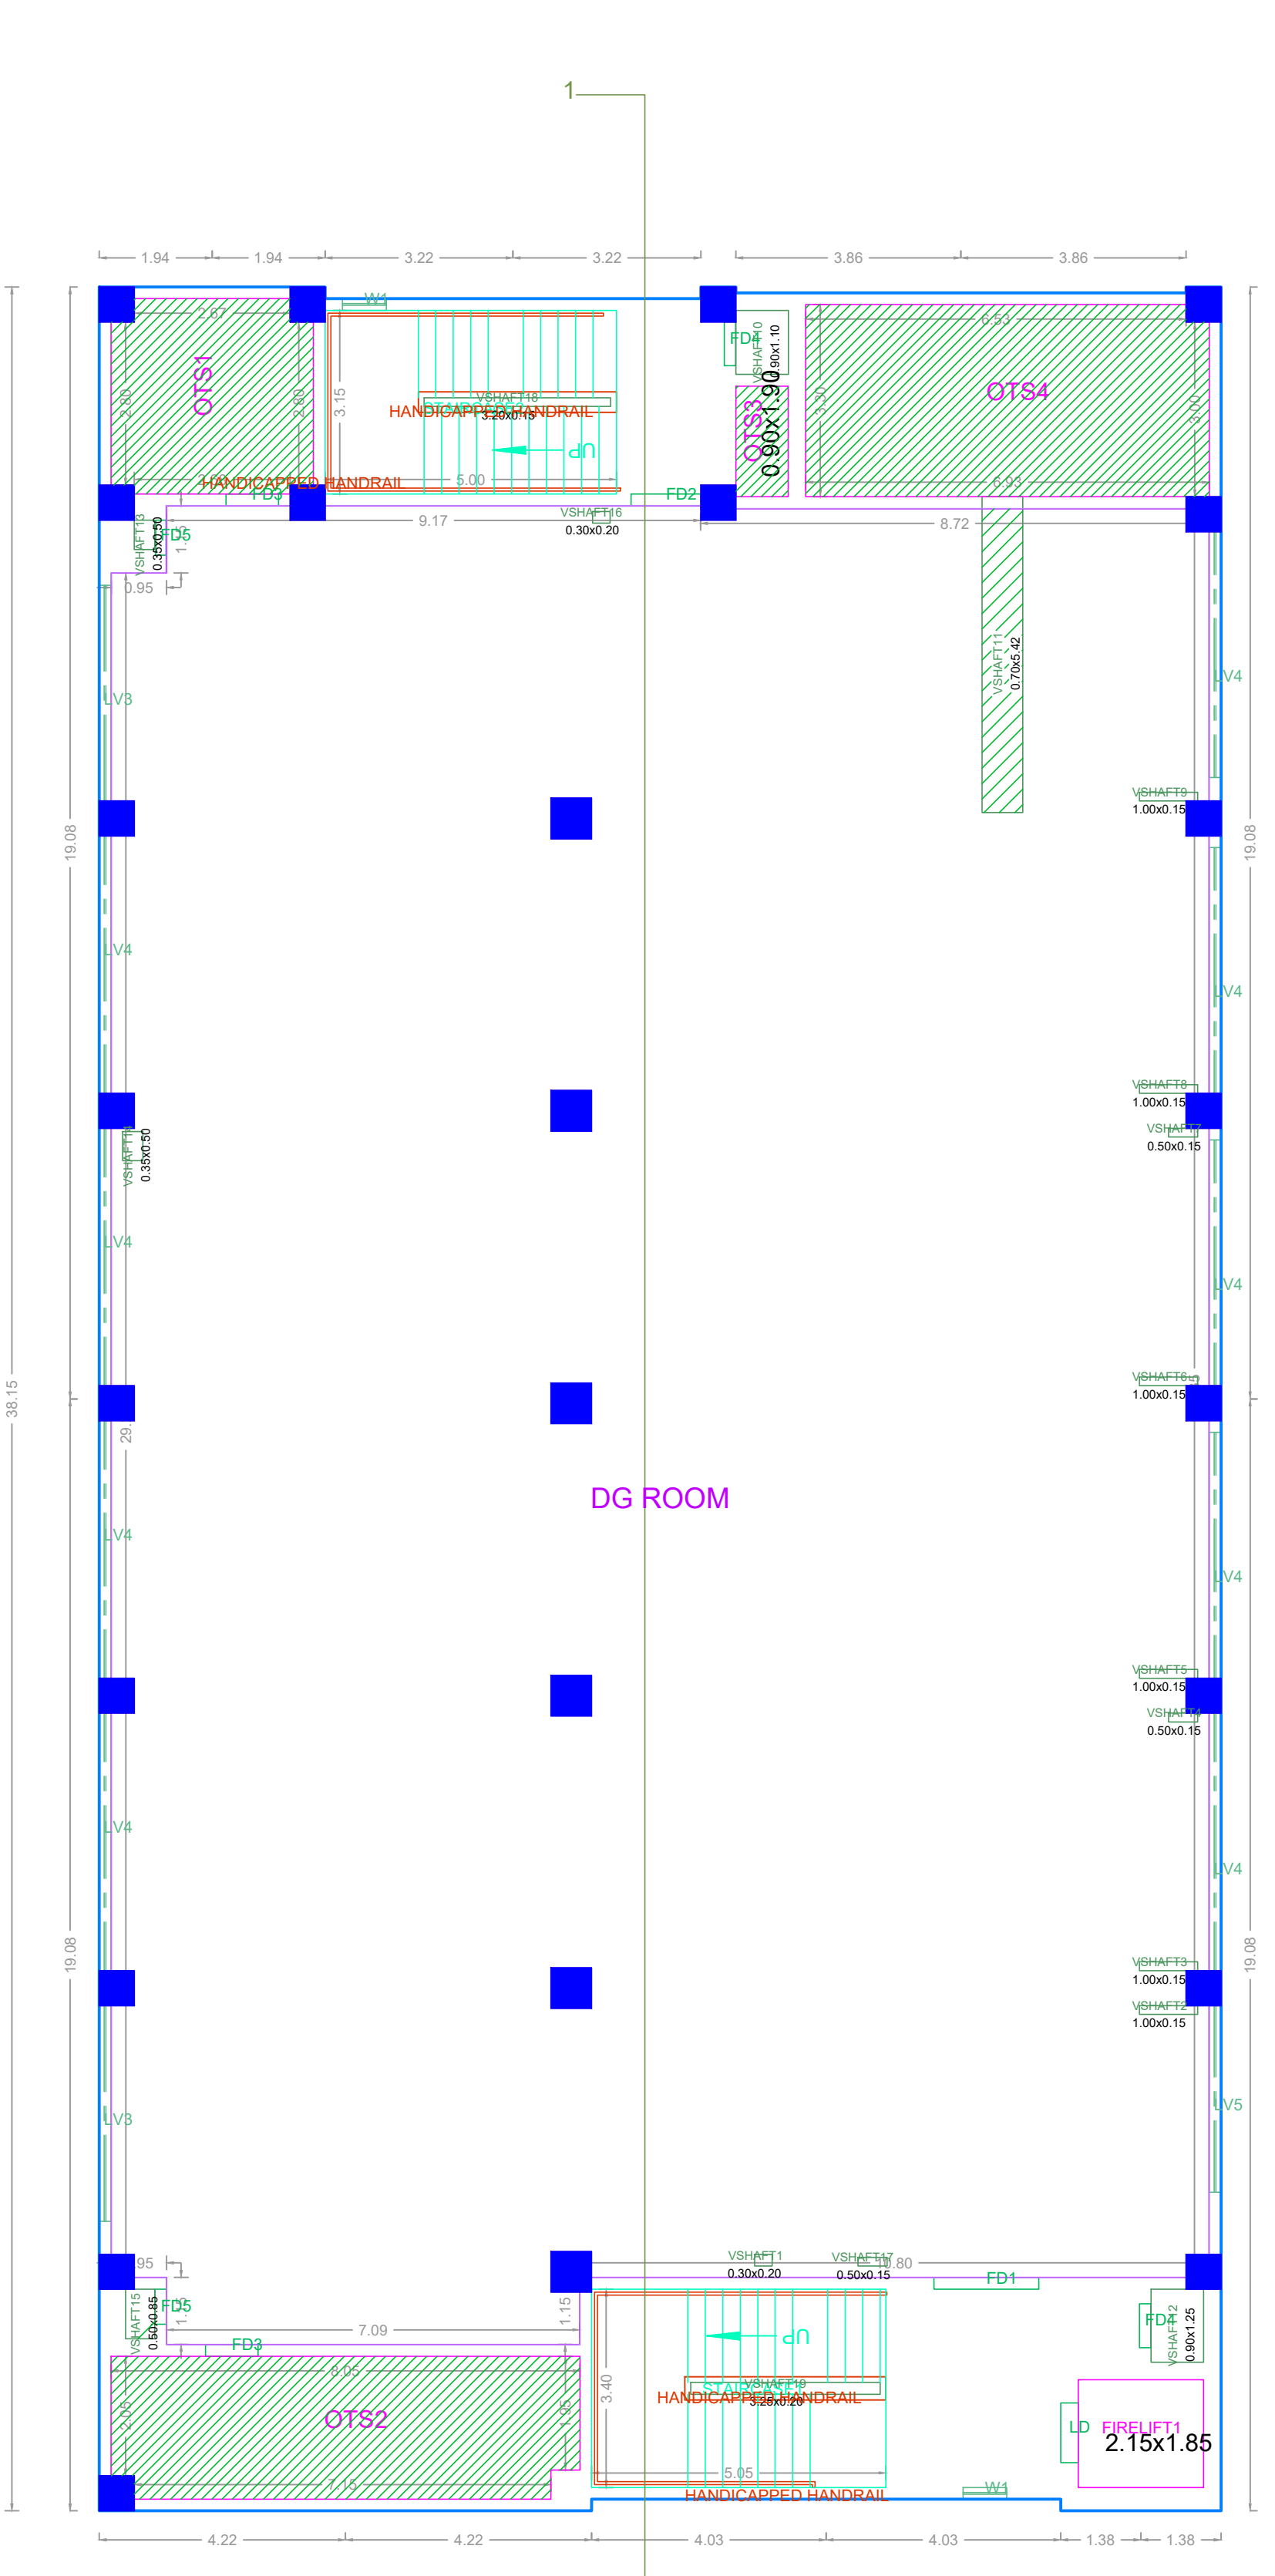 1
1.94
1.94
3.22
3.22
3.86
3.86
W1
2.67
6.53
FD4
VSHAFT10
0.90x1.10
OTS1
2.80
2.80
3.15
VSHAFT18
HANDICAPPED HANDRAIL
3.20x0.15
UP
OTS3
0.90x1.90
OTS4
3.30
3.00
5.00
6.93
HANDICAPPED HANDRAIL
FD3
FD2
VSHAFT16
0.30x0.20
9.17
8.72
VSHAFT13
0.35x0.50
FD5
0.95
VSHAFT11
0.70x5.42
LV4
LV3
VSHAFT9
1.00x0.15
19.08
19.08
LV4
LV4
VSHAFT8
1.00x0.15
VSHAFT7
0.50x0.15
VSHAFT14
0.35x0.50
LV4
LV4
VSHAFT6
1.00x0.15
38.15
29.
DG ROOM
LV4
LV4
VSHAFT5
1.00x0.15
VSHAFT4
0.50x0.15
LV4
LV4
19.08
19.08
VSHAFT3
1.00x0.15
VSHAFT2
1.00x0.15
LV3
LV5
VSHAFT1
0.30x0.20
VSHAFT17
0.50x0.15
.95
0.80
FD1
VSHAFT15
0.50x0.85
FD5
1.15
7.09
UP
FD4
VSHAFT12
0.90x1.25
FD3
8.05
2.05
1.95
3.40
STAIRCASE1
VSHAFT19
HANDICAPPED HANDRAIL
3.25x0.20
OTS2
LD
FIRELIFT1
2.15x1.85
7.15
5.05
W1
HANDICAPPED HANDRAIL
4.22
4.22
4.03
4.03
1.38
1.38